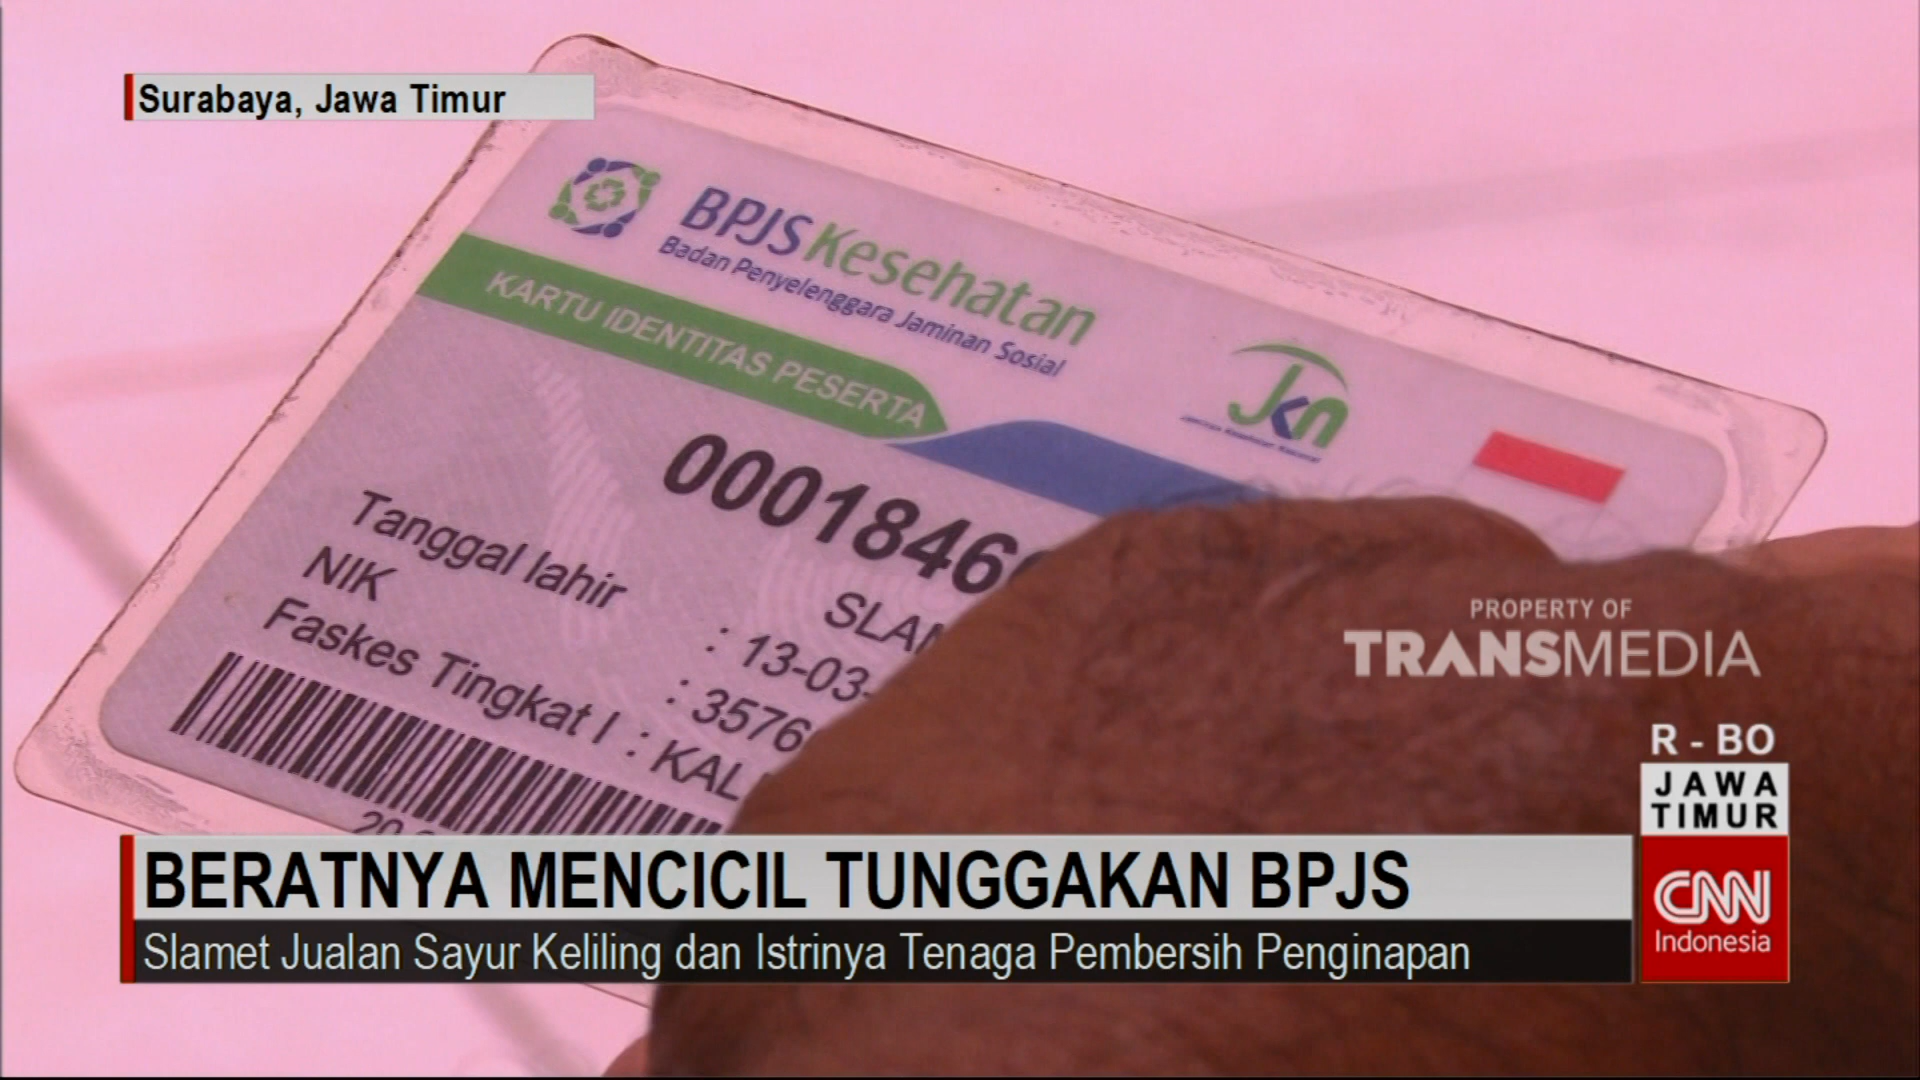 Surabaya, Jawa Timur
BPJS Kesehatan
Badan Penyelenggara Jaminan Sosial
KARTU IDENTITAS PESERTA
JKN
0001846
SLAM
Tanggal lahir : 13-03-
NIK : 3576
Faskes Tingkat I : KAL
PROPERTY OF
TRANSMEDIA
R - BO
JAWA
TIMUR
BERATNYA MENCICIL TUNGGAKAN BPJS
Slamet Jualan Sayur Keliling dan Istrinya Tenaga Pembersih Penginapan
CNN
Indonesia